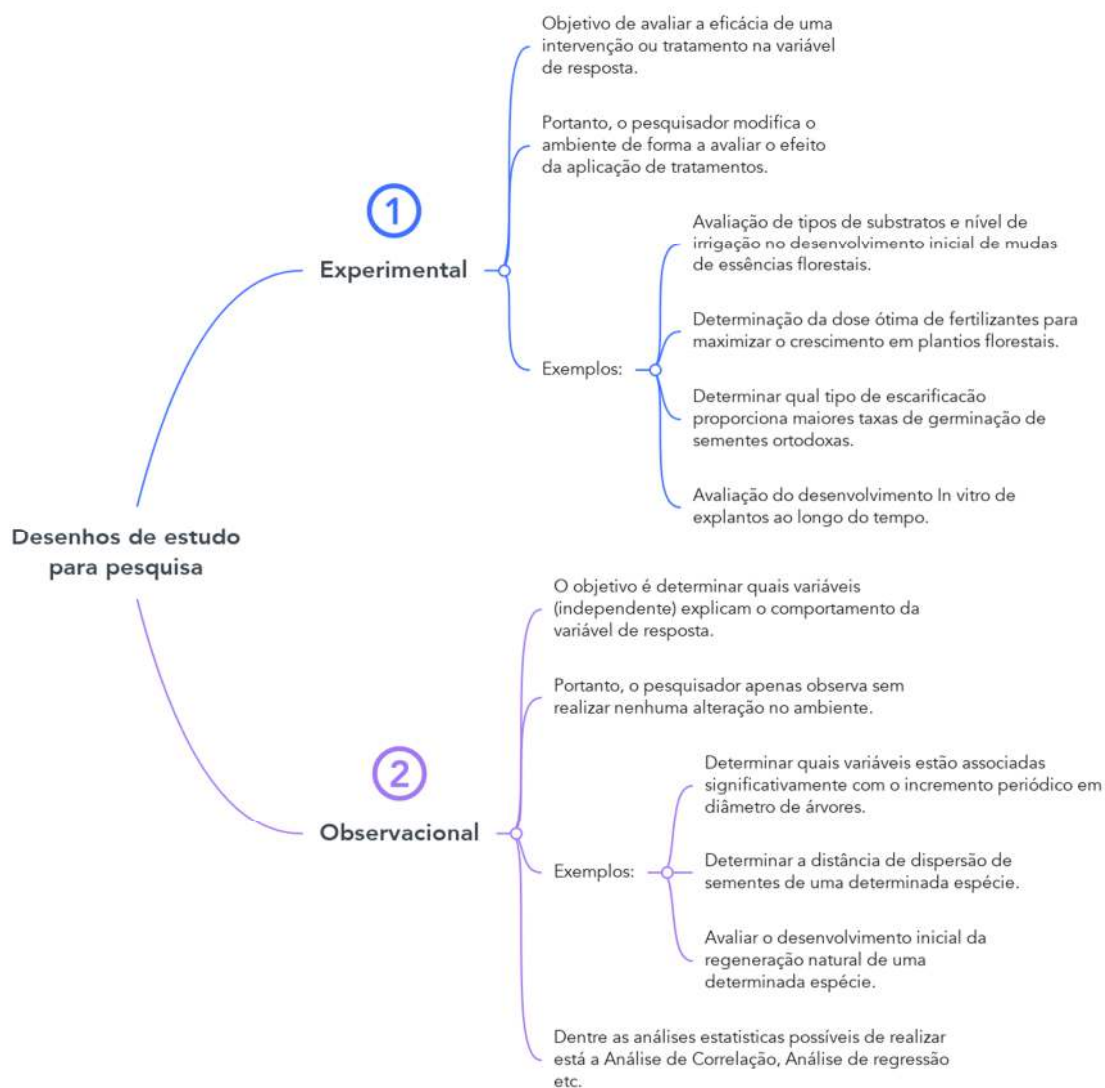 Desenhos de estudo
para pesquisa
1
Experimental
Objetivo de avaliar a eficácia de uma
intervenção ou tratamento na variável
de resposta.
Portanto, o pesquisador modifica o
ambiente de forma a avaliar o efeito
da aplicação de tratamentos.
Exemplos:
Avaliação de tipos de substratos e nível de
irrigação no desenvolvimento inicial de mudas
de essências florestais.
Determinação da dose ótima de fertilizantes para
maximizar o crescimento em plantios florestais.
Determinar qual tipo de escarificacão
proporciona maiores taxas de germinação de
sementes ortodoxas.
Avaliação do desenvolvimento In vitro de
explantos ao longo do tempo.
2
Observacional
O objetivo é determinar quais variáveis
(independente) explicam o comportamento da
variável de resposta.
Portanto, o pesquisador apenas observa sem
realizar nenhuma alteração no ambiente.
Exemplos:
Determinar quais variáveis estão associadas
significativamente com o incremento periódico em
diâmetro de árvores.
Determinar a distância de dispersão de
sementes de uma determinada espécie.
Avaliar o desenvolvimento inicial da
regeneração natural de uma
determinada espécie.
Dentre as análises estatisticas possíveis de realizar
está a Análise de Correlação, Análise de regressão
etc.